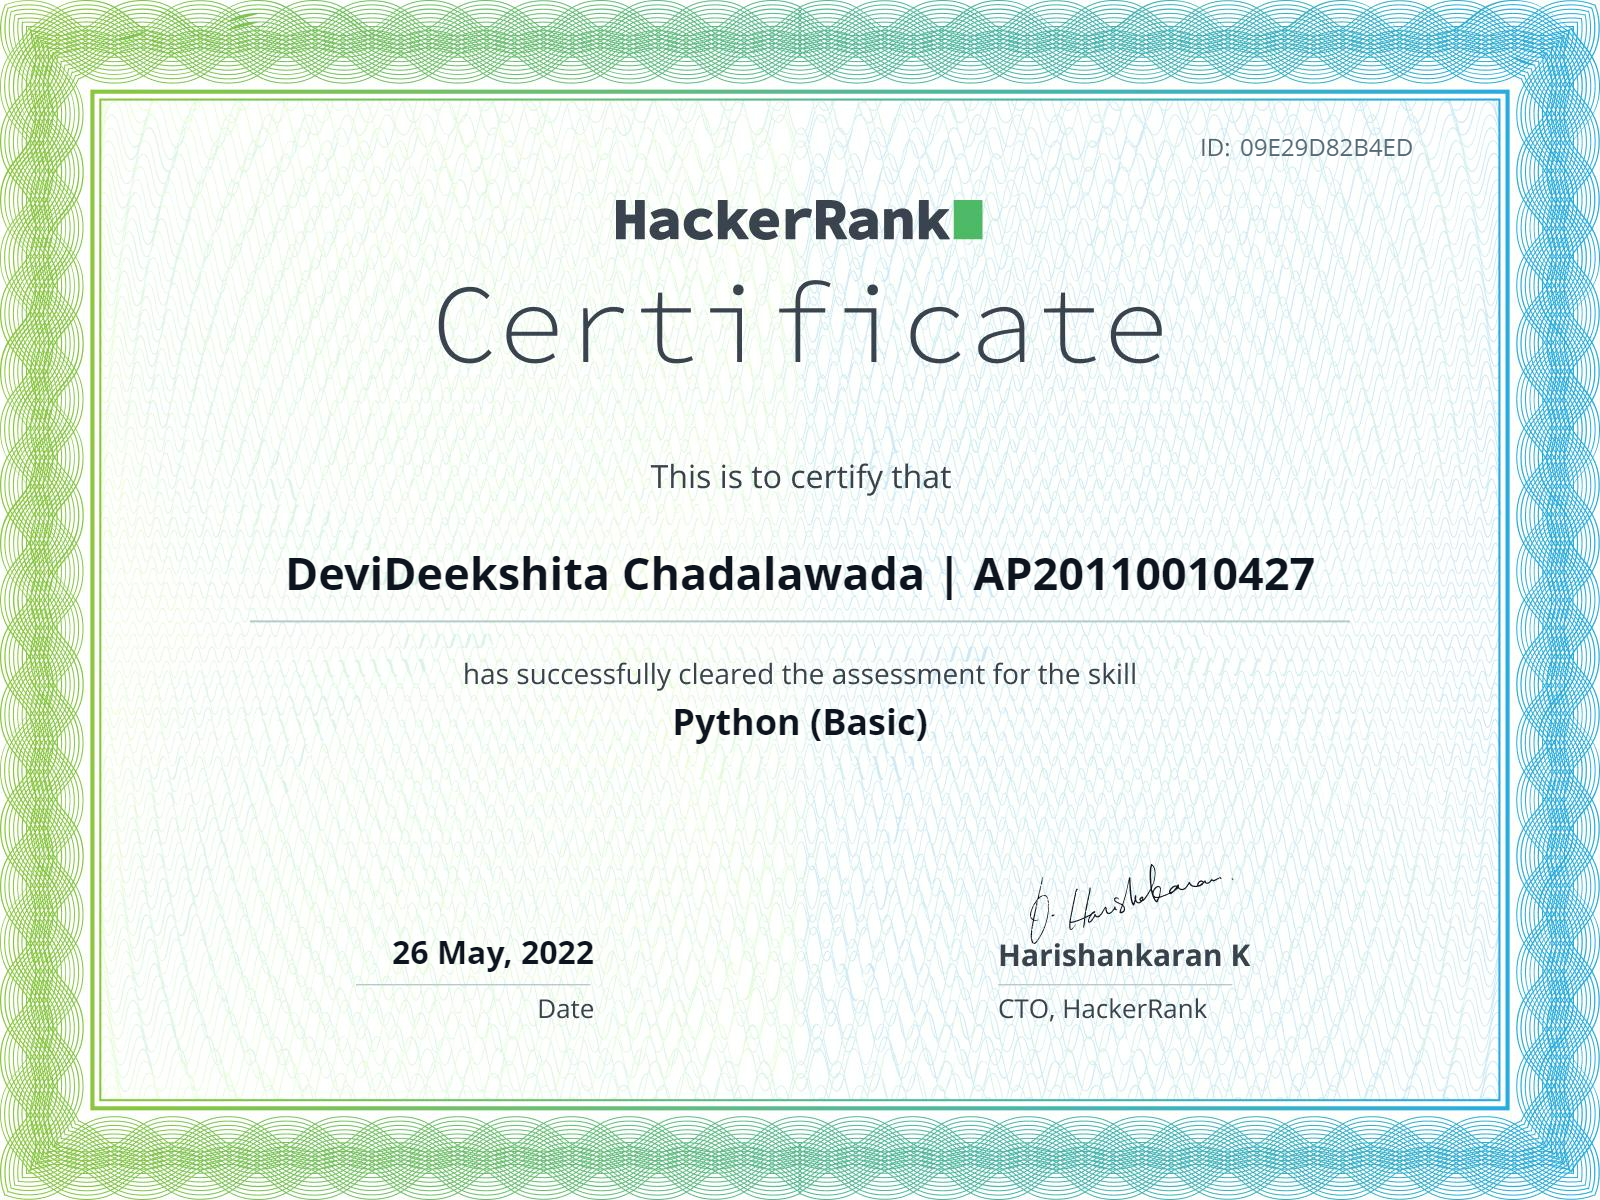 ID: 09E29D82B4ED
HackerRank
Certificate
This is to certify that
DeviDeekshita Chadalawada | AP20110010427
has successfully cleared the assessment for the skill
Python (Basic)
26 May, 2022
Date
Harishankaran
Harishankaran K
CTO, HackerRank